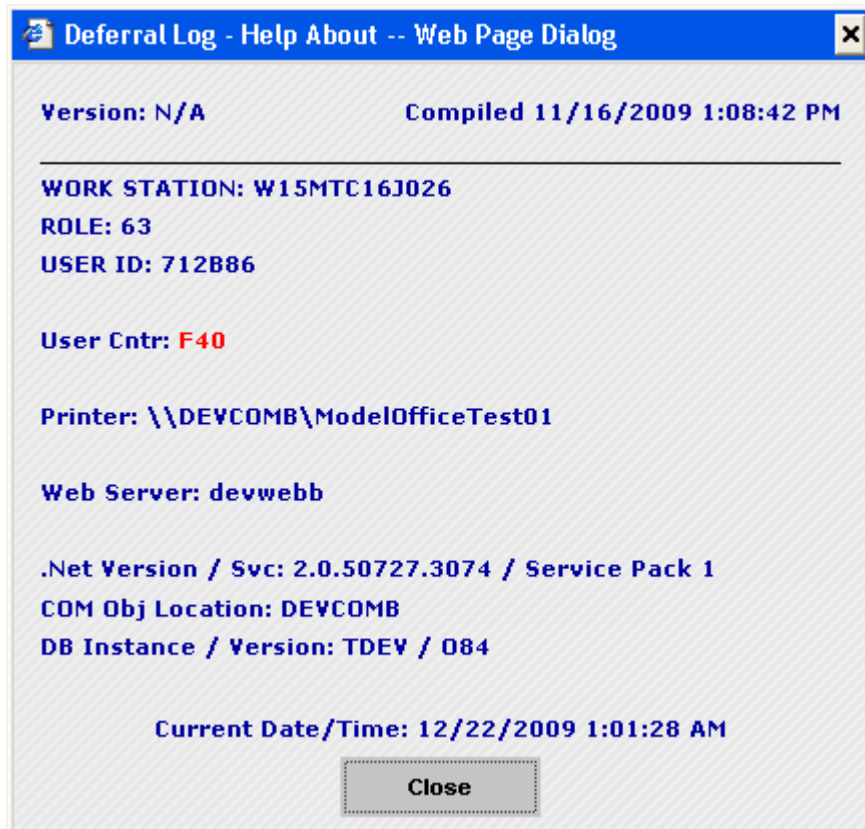 Deferral Log - Help About -- Web Page Dialog
Version: N/A Compiled 11/16/2009 1:08:42 PM
WORK STATION: W15MTC16J026
ROLE: 63
USER ID: 712B86
User Cntr: F40
Printer: \\DEVCOMB\ModelOfficeTest01
Web Server: devwebb
.Net Version / Svc: 2.0.50727.3074 / Service Pack 1
COM Obj Location: DEVCOMB
DB Instance / Version: TDEV / O84
Current Date/Time: 12/22/2009 1:01:28 AM
Close